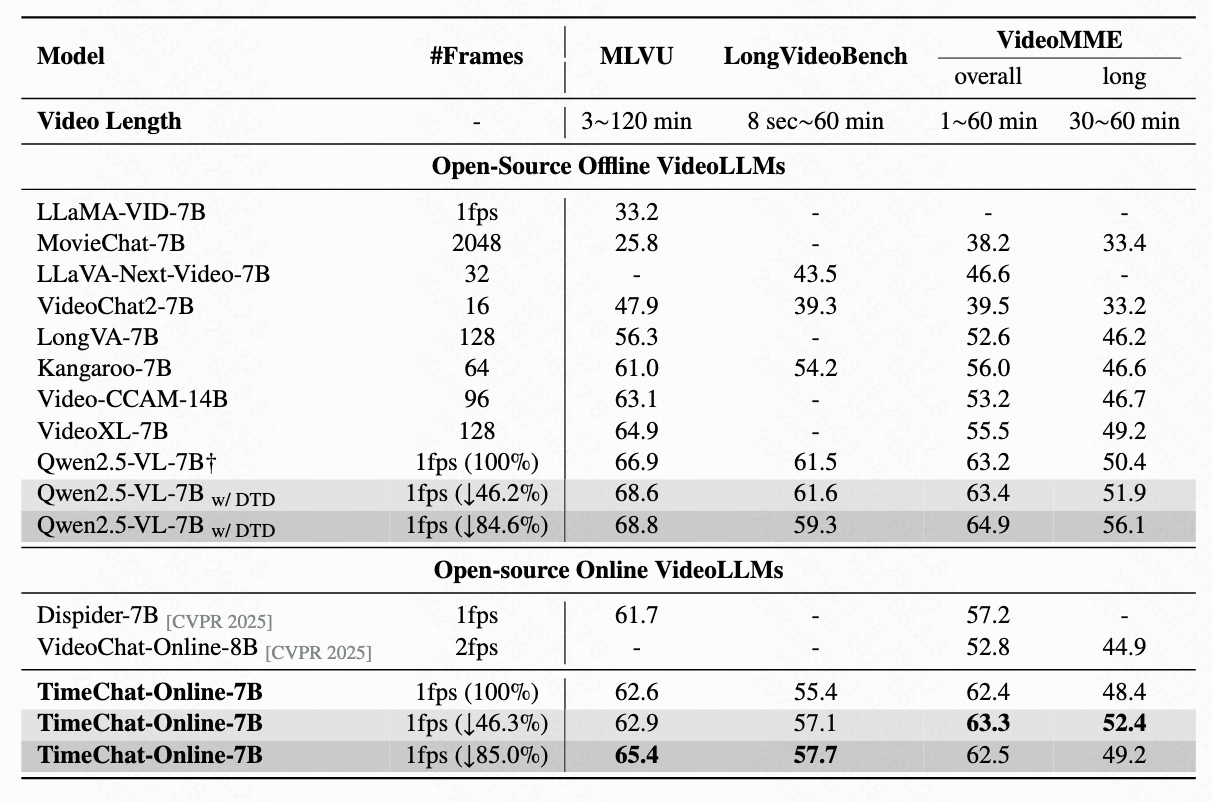 Model #Frames MLVU LongVideoBench VideoMME
overall long
Video Length - 3~120 min 8 sec~60 min 1~60 min 30~60 min
Open-Source Offline VideoLLMs
LLaMA-VID-7B 1fps 33.2 - - -
MovieChat-7B 2048 25.8 - 38.2 33.4
LLaVA-Next-Video-7B 32 - 43.5 46.6 -
VideoChat2-7B 16 47.9 39.3 39.5 33.2
LongVA-7B 128 56.3 - 52.6 46.2
Kangaroo-7B 64 61.0 54.2 56.0 46.6
Video-CCAM-14B 96 63.1 - 53.2 46.7
VideoXL-7B 128 64.9 - 55.5 49.2
Qwen2.5-VL-7B† 1fps (100%) 66.9 61.5 63.2 50.4
Qwen2.5-VL-7B w/ DTD 1fps (↓46.2%) 68.6 61.6 63.4 51.9
Qwen2.5-VL-7B w/ DTD 1fps (↓84.6%) 68.8 59.3 64.9 56.1
Open-source Online VideoLLMs
Dispider-7B [CVPR 2025] 1fps 61.7 - 57.2 -
VideoChat-Online-8B [CVPR 2025] 2fps - - 52.8 44.9
TimeChat-Online-7B 1fps (100%) 62.6 55.4 62.4 48.4
TimeChat-Online-7B 1fps (↓46.3%) 62.9 57.1 63.3 52.4
TimeChat-Online-7B 1fps (↓85.0%) 65.4 57.7 62.5 49.2